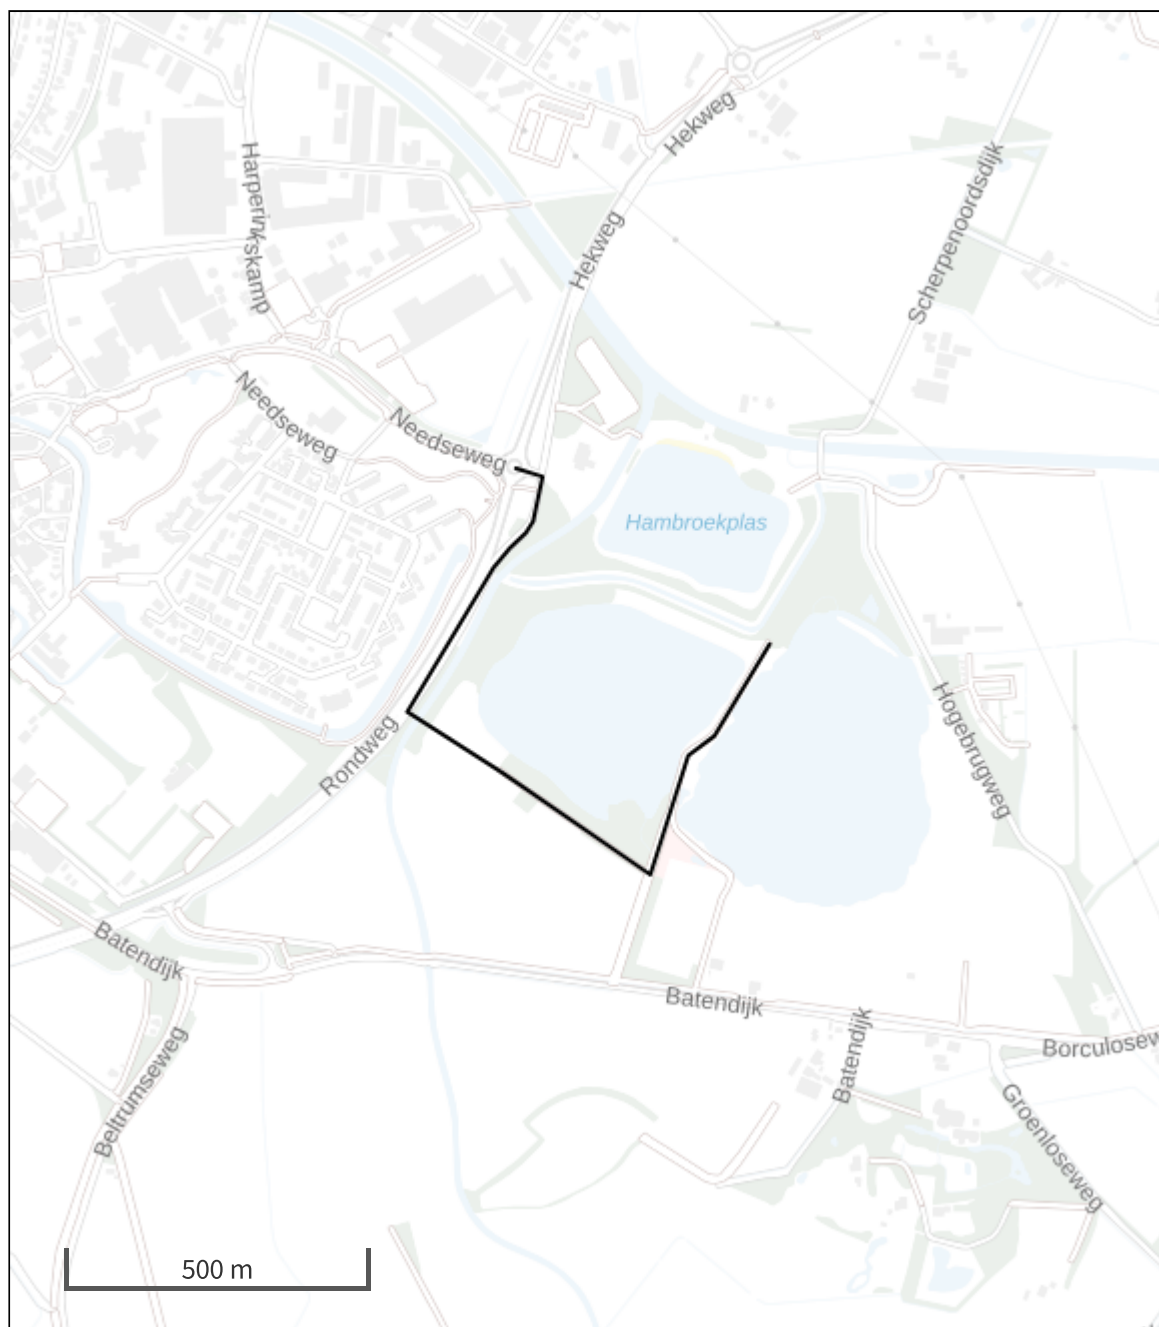 Hekweg
Harperinkskamp
Scherpenoordsdijk
Hekweg
Needseweg
Needseweg
Hambroekplas
Hogebrugweg
Rondweg
Batendijk
Batendijk
Batendijk
Borculosew
Beltrumseweg
Groenloseweg
500 m